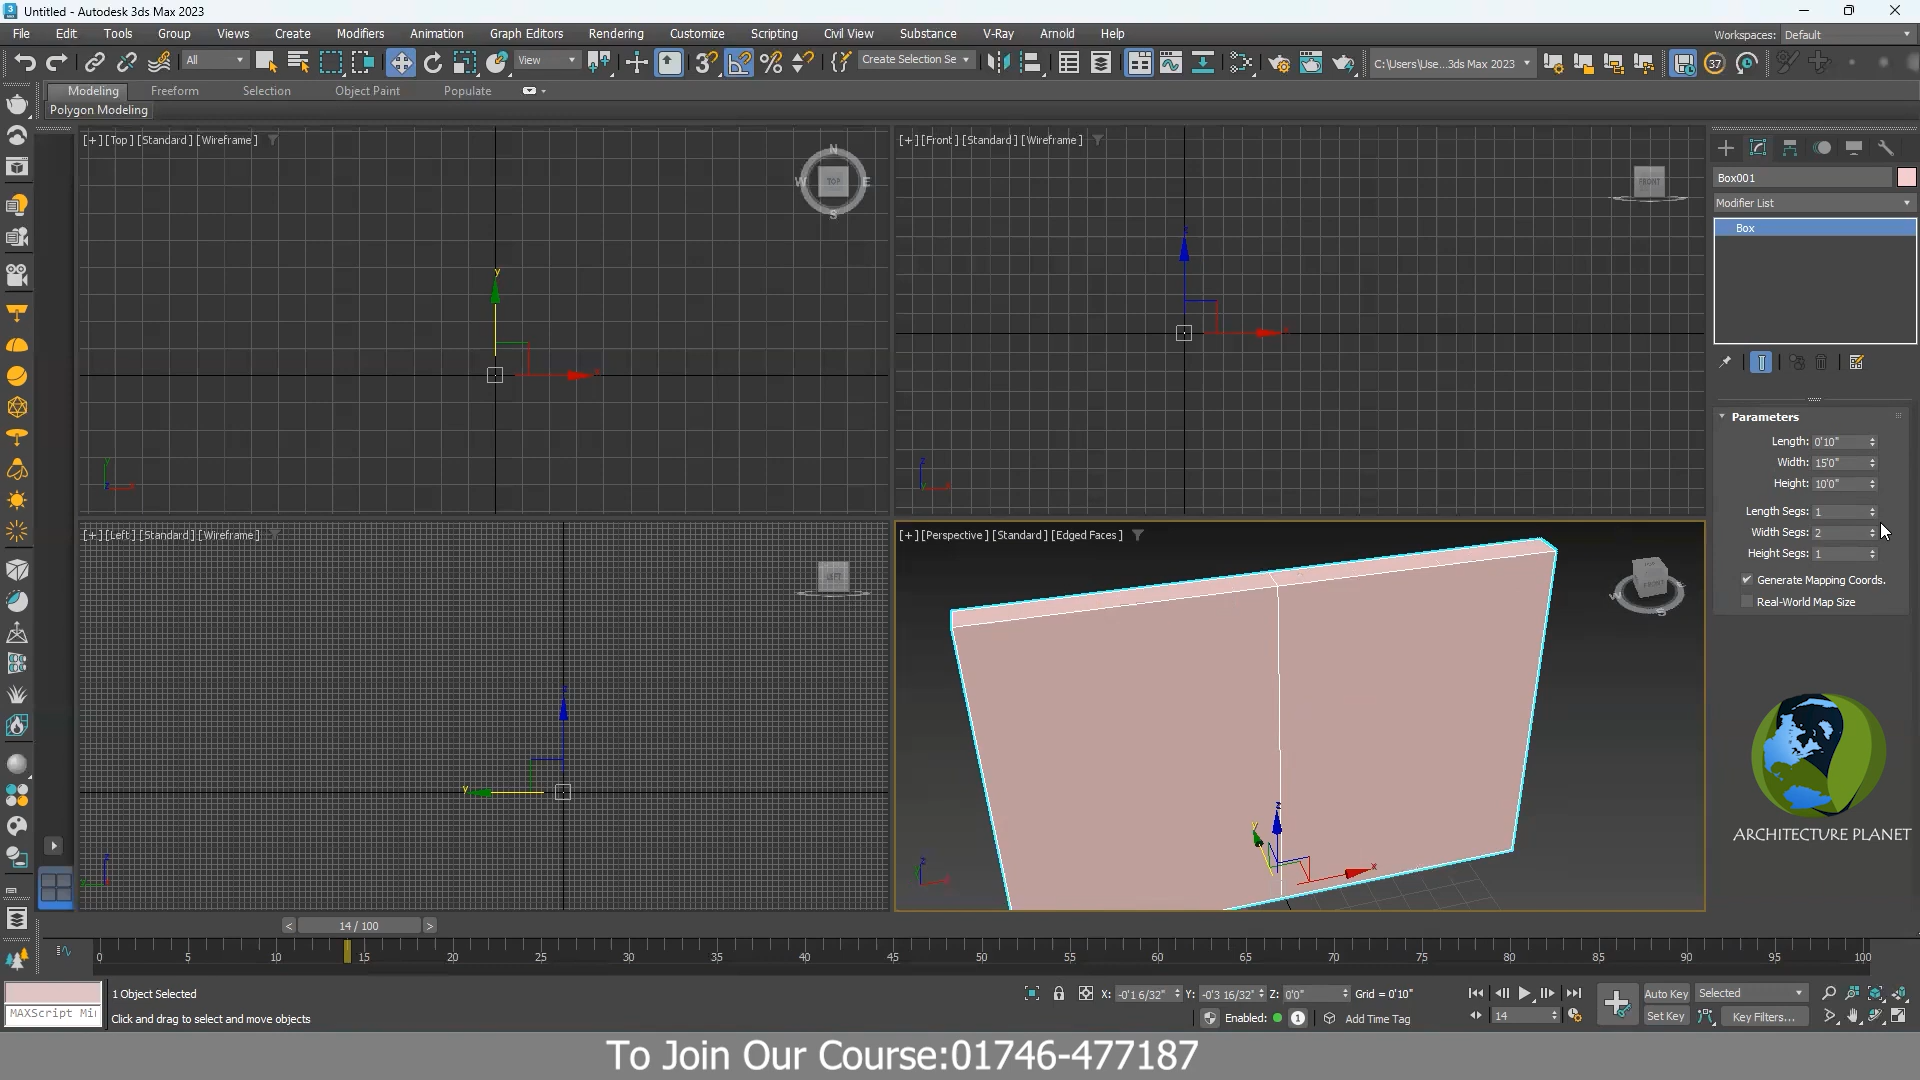 Untitled - Autodesk 3ds Max 2023
File Edit Tools Group Views Create Modifiers Animation Graph Editors Rendering Customize Scripting Civil View Substance V-Ray Arnold Help
Workspaces: Default
All
View
Create Selection Se
C:\Users\Use...3ds Max 2023
37
Modeling Freeform Selection Object Paint Populate
Polygon Modeling
[+] [Top] [Standard] [Wireframe]
N
W TOP E
S
y
[+] [Front] [Standard] [Wireframe]
FRONT
Box001
Modifier List
Box
Parameters
Length: 0'10"
Width: 15'0"
Height: 10'0"
Length Segs: 1
Width Segs: 2
Height Segs: 1
Generate Mapping Coords.
Real-World Map Size
[+] [Left] [Standard] [Wireframe]
LEFT
y
[+] [Perspective] [Standard] [Edged Faces]
FRONT
W
S
z
y
x
ARCHITECTURE PLANET
< 14 / 100 >
0 5 10 15 20 25 30 35 40 45 50 55 60 65 70 75 80 85 90 95 100
1 Object Selected
X: -0'1 6/32" Y: -0'3 16/32" Z: 0'0" Grid = 0'10"
Auto Key Selected
MAXScript Mi
Click and drag to select and move objects
Enabled: 1 Add Time Tag
14
Set Key Key Filters...
To Join Our Course:01746-477187